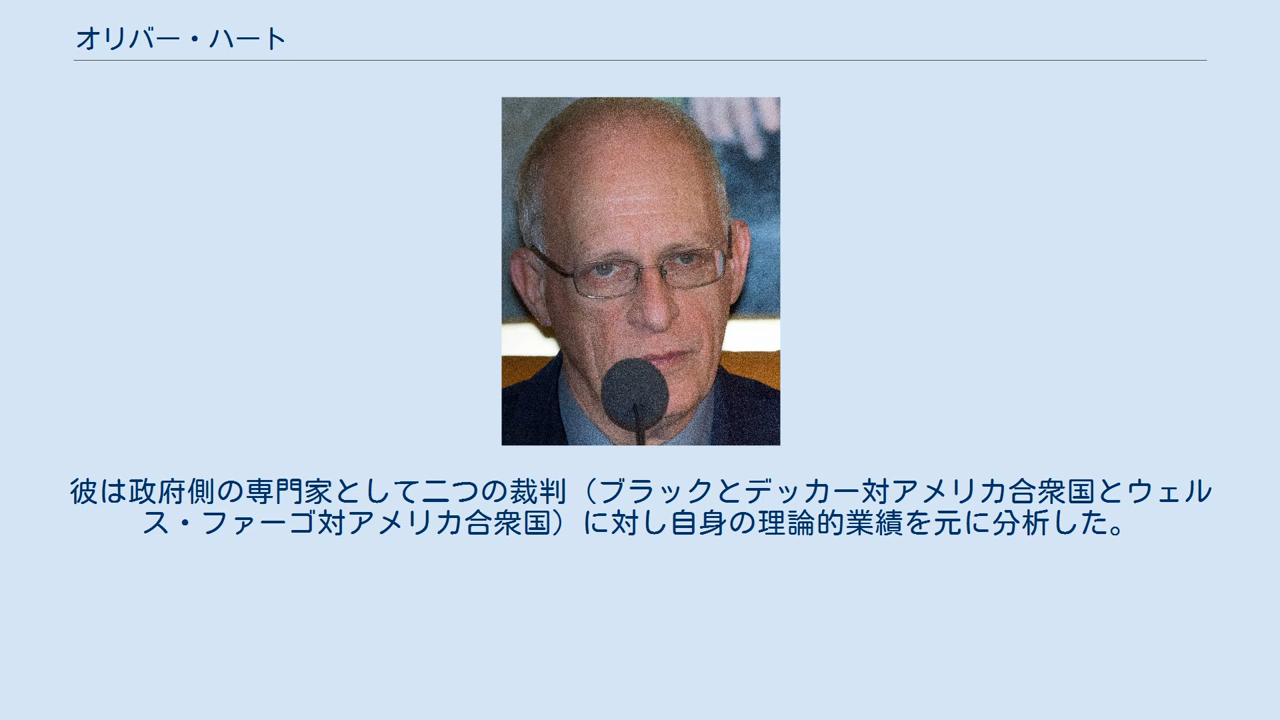 オリバー・ハート
彼は政府側の専門家として二つの裁判（ブラックとデッカー対アメリカ合衆国とウェル
ス・ファーゴ対アメリカ合衆国）に対し自身の理論的業績を元に分析した。